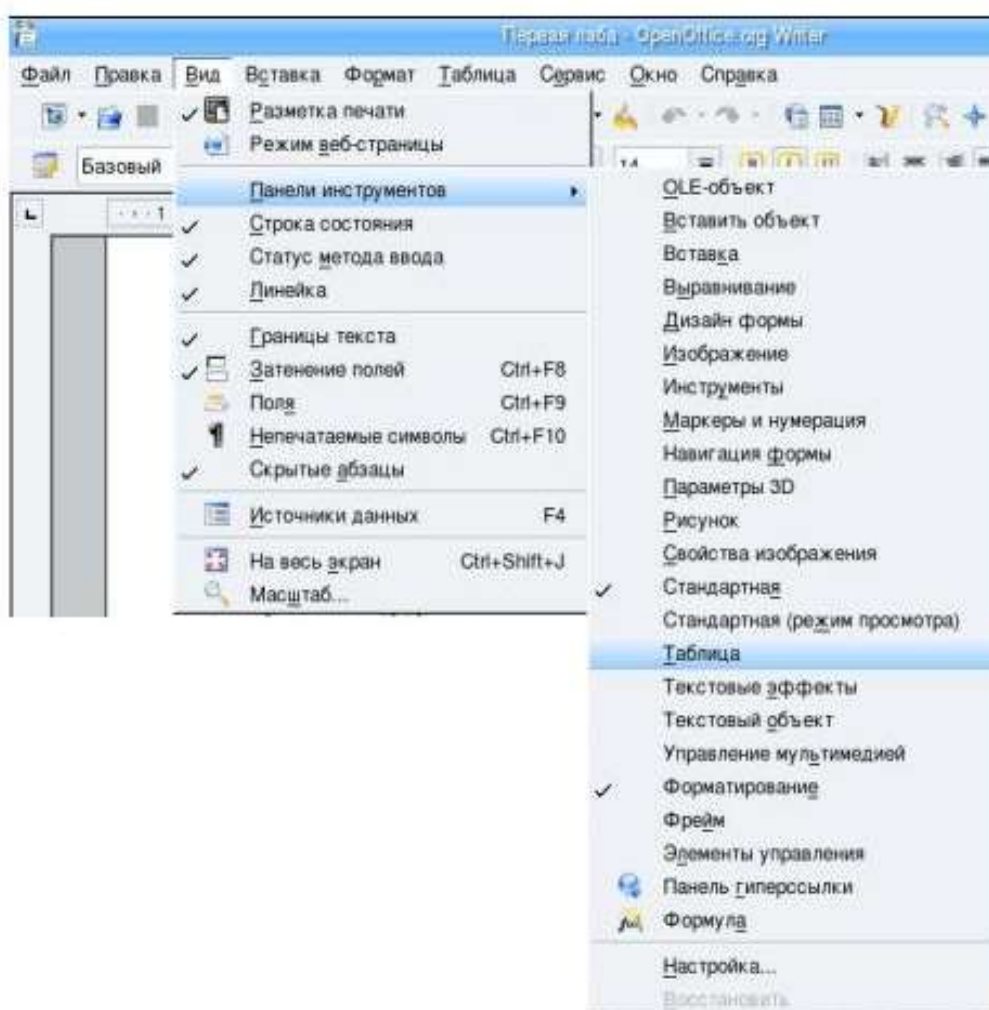 Первая лаба - OpenOffice.org Writer
Файл Правка Вид Вставка Формат Таблица Сервис Окно Справка
Разметка печати
Режим веб-страницы
Базовый
14
Панели инструментов
1
Строка состояния
Статус метода ввода
Линейка
Границы текста
Затенение полей Ctrl+F8
Поля Ctrl+F9
Непечатаемые символы Ctrl+F10
Скрытые абзацы
Источники данных F4
На весь экран Ctrl+Shift+J
Масштаб...
OLE-объект
Вставить объект
Вставка
Выравнивание
Дизайн формы
Изображение
Инструменты
Маркеры и нумерация
Навигация формы
Параметры 3D
Рисунок
Свойства изображения
Стандартная
Стандартная (режим просмотра)
Таблица
Текстовые эффекты
Текстовый объект
Управление мультимедией
Форматирование
Фрейм
Элементы управления
Панель гиперссылки
Формула
Настройка...
Восстановить